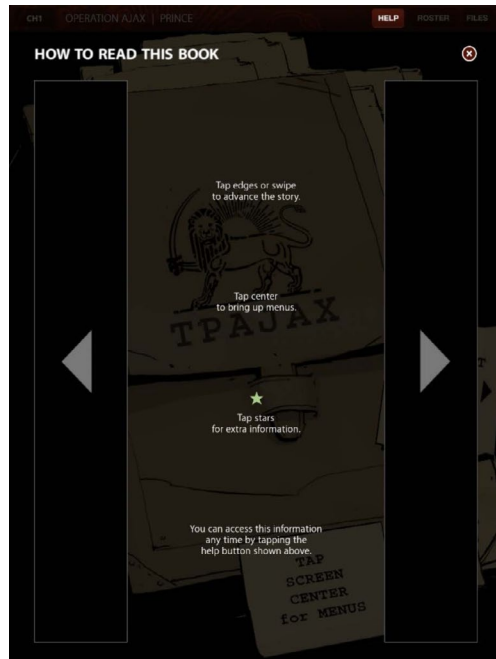 CH1 OPERATION AJAX | PRINCE HELP ROSTER FILES
HOW TO READ THIS BOOK
Tap edges or swipe
to advance the story.
Tap center
to bring up menus.
TPAJAX
Tap stars
for extra information.
You can access this information
any time by tapping the
help button shown above.
TAP
SCREEN
CENTER
for MENUS